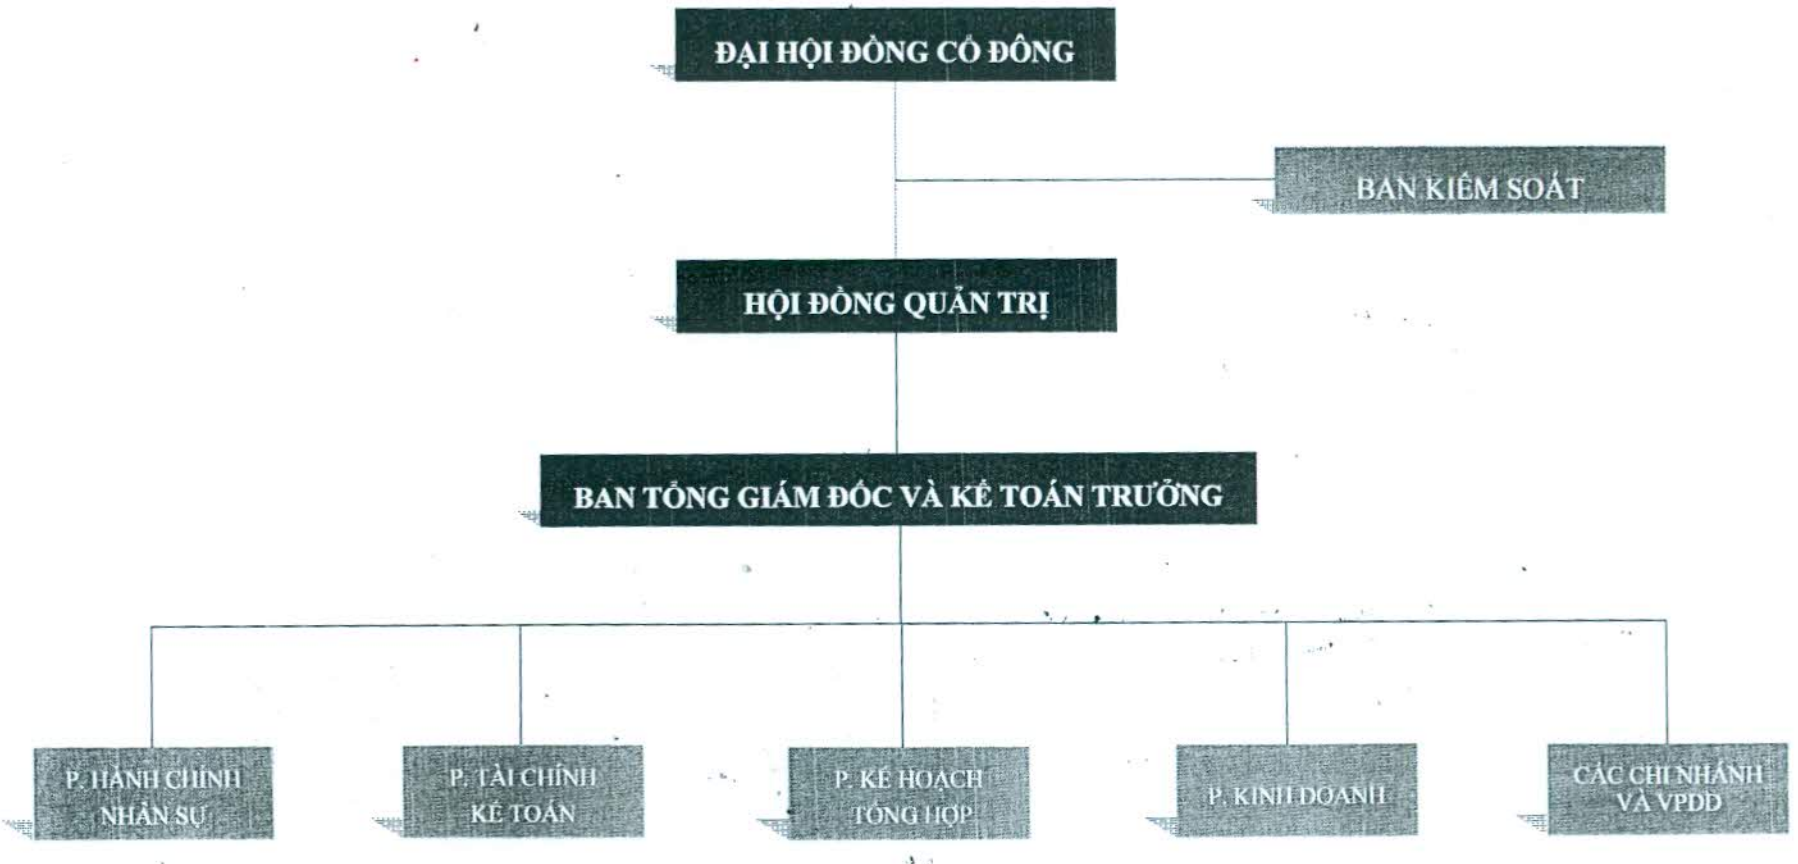 ĐẠI HỘI ĐỒNG CỔ ĐÔNG
BAN KIỂM SOÁT
HỘI ĐỒNG QUẢN TRỊ
BAN TỔNG GIÁM ĐỐC VÀ KẾ TOÁN TRƯỞNG
P. HÀNH CHÍNH
NHÂN SỰ
P. TÀI CHÍNH
KẾ TOÁN
P. KẾ HOẠCH
TỔNG HỢP
P. KINH DOANH
CÁC CHI NHÁNH
VÀ VPDD